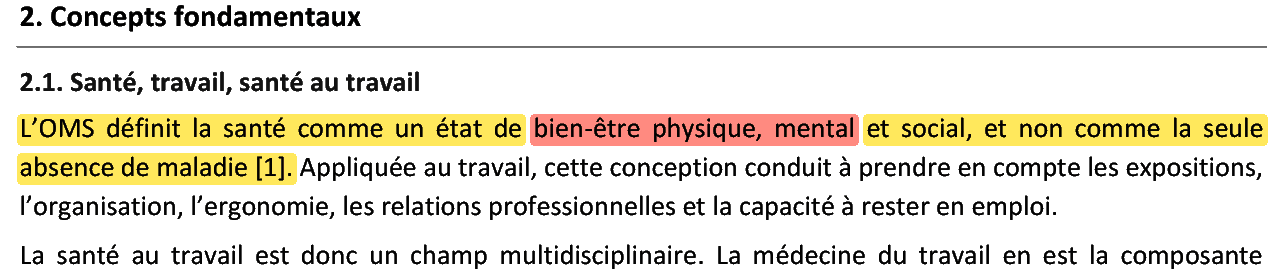 2. Concepts fondamentaux
2.1. Santé, travail, santé au travail
L’OMS définit la santé comme un état de bien-être physique, mental et social, et non comme la seule
absence de maladie [1]. Appliquée au travail, cette conception conduit à prendre en compte les expositions,
l’organisation, l’ergonomie, les relations professionnelles et la capacité à rester en emploi.
La santé au travail est donc un champ multidisciplinaire. La médecine du travail en est la composante